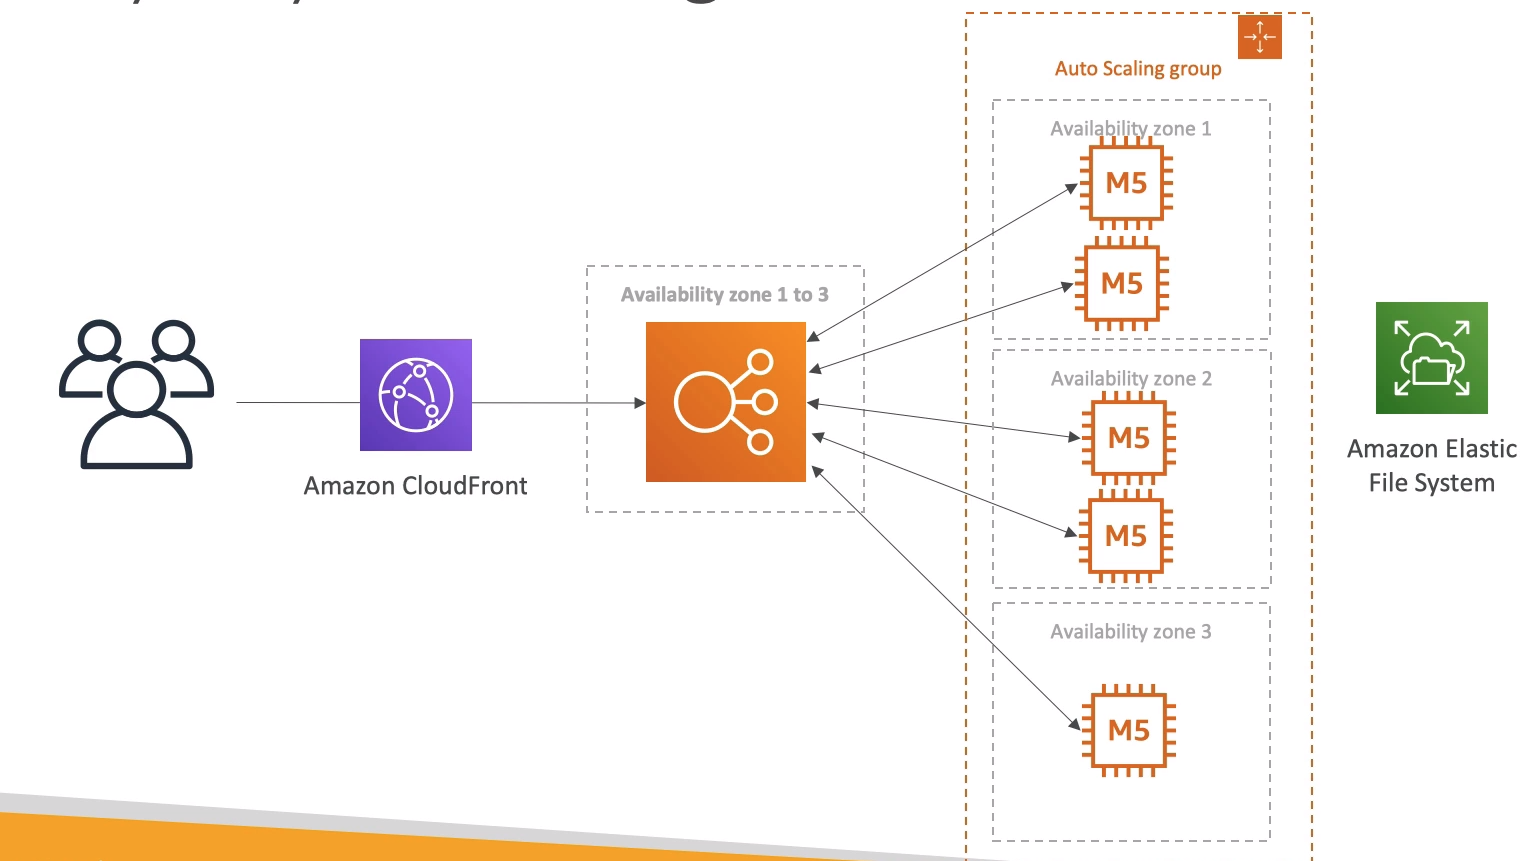 Auto Scaling group
Availability zone 1
M5
M5
Availability zone 1 to 3
Availability zone 2
M5
M5
Amazon CloudFront
Amazon Elastic
File System
Availability zone 3
M5